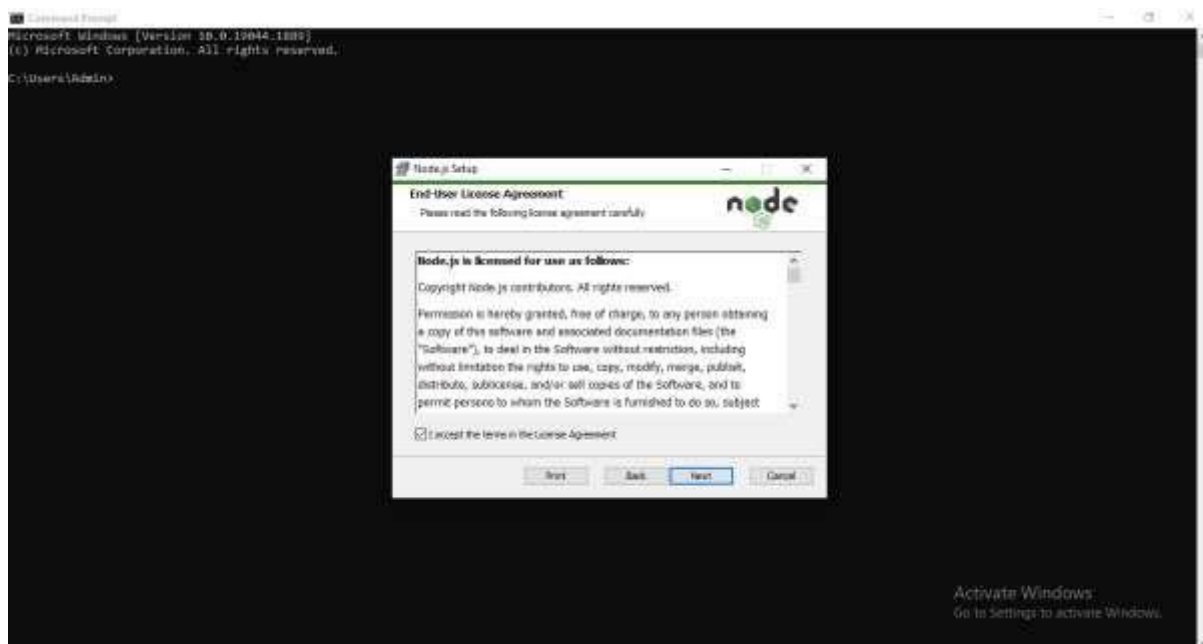 Command Prompt
Microsoft Windows [Version 10.0.19044.1889]
(c) Microsoft Corporation. All rights reserved.
C:\Users\Admin>
Node.js Setup
End-User License Agreement
Please read the following license agreement carefully
node
Node.js is licensed for use as follows:
Copyright Node.js contributors. All rights reserved.
Permission is hereby granted, free of charge, to any person obtaining
a copy of this software and associated documentation files (the
"Software"), to deal in the Software without restriction, including
without limitation the rights to use, copy, modify, merge, publish,
distribute, sublicense, and/or sell copies of the Software, and to
permit persons to whom the Software is furnished to do so, subject
I accept the terms in the License Agreement
Print Back Next Cancel
Activate Windows
Go to Settings to activate Windows.